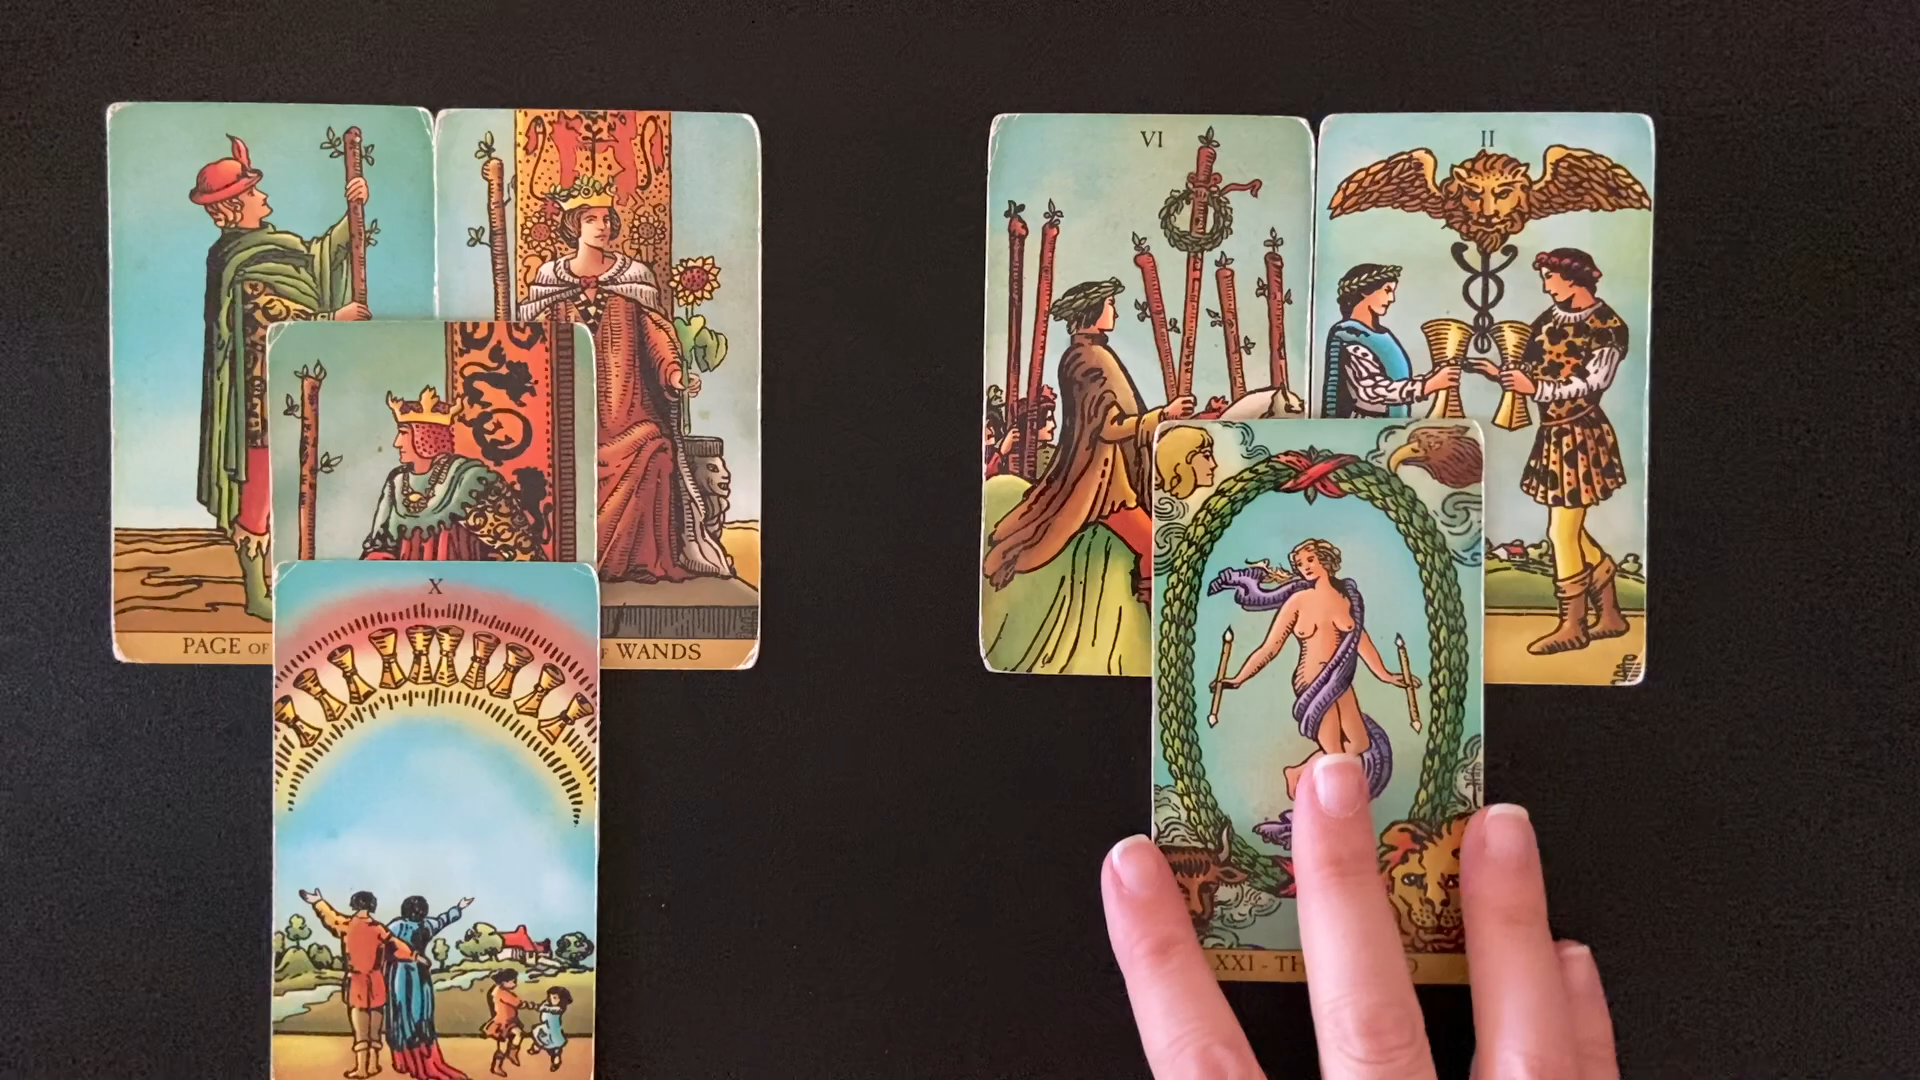 PAGE OF
F WANDS
X
VI
II
XXI - TH